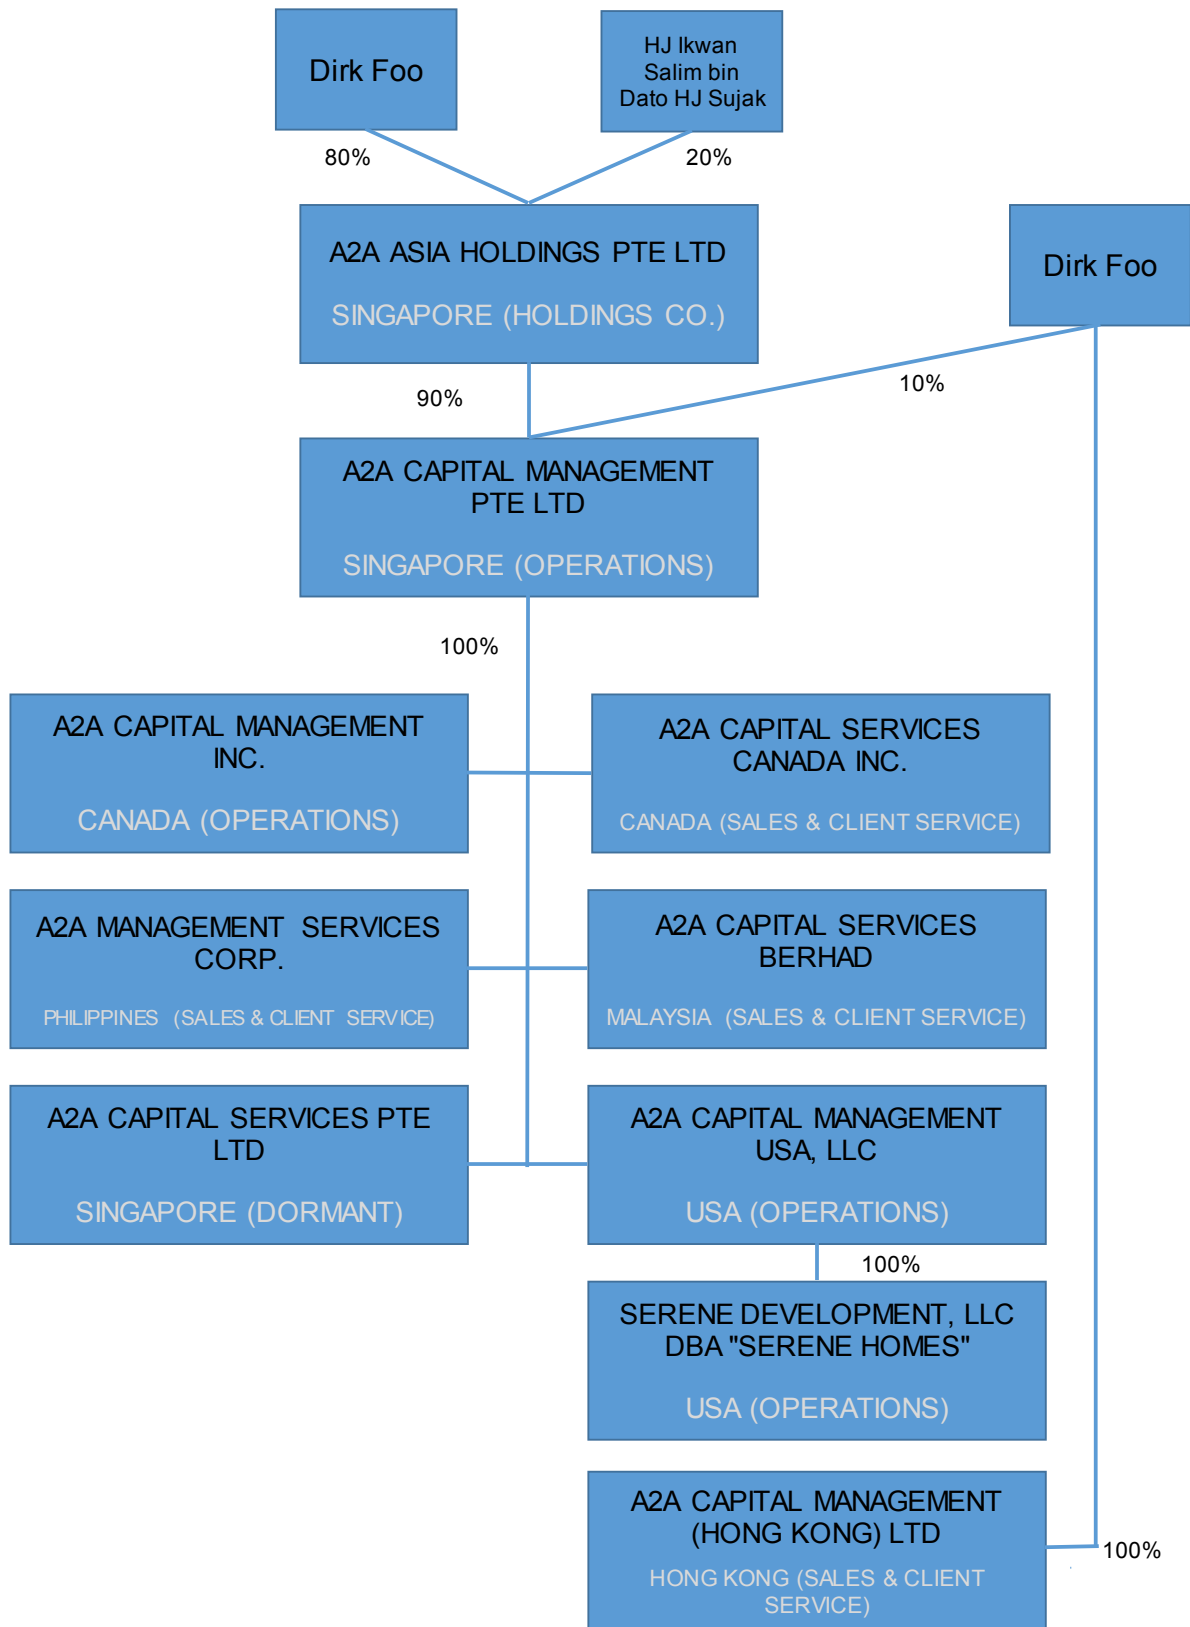 Dirk Foo
HJ Ikwan
Salim bin
Dato HJ Sujak
80%
20%
A2A ASIA HOLDINGS PTE LTD
SINGAPORE (HOLDINGS CO.)
Dirk Foo
90%
10%
A2A CAPITAL MANAGEMENT
PTE LTD
SINGAPORE (OPERATIONS)
100%
A2A CAPITAL MANAGEMENT
INC.
CANADA (OPERATIONS)
A2A CAPITAL SERVICES
CANADA INC.
CANADA (SALES & CLIENT SERVICE)
A2A MANAGEMENT SERVICES
CORP.
PHILIPPINES (SALES & CLIENT SERVICE)
A2A CAPITAL SERVICES
BERHAD
MALAYSIA (SALES & CLIENT SERVICE)
A2A CAPITAL SERVICES PTE
LTD
SINGAPORE (DORMANT)
A2A CAPITAL MANAGEMENT
USA, LLC
USA (OPERATIONS)
100%
SERENE DEVELOPMENT, LLC
DBA "SERENE HOMES"
USA (OPERATIONS)
A2A CAPITAL MANAGEMENT
(HONG KONG) LTD
HONG KONG (SALES & CLIENT
SERVICE)
100%